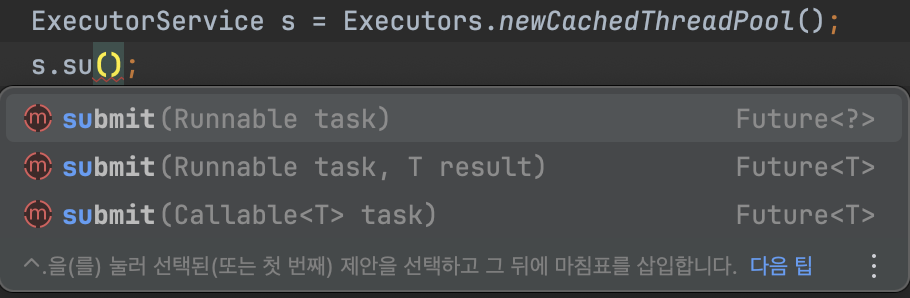 ExecutorService s = Executors.newCachedThreadPool();
s.su();
m submit(Runnable task) Future<?>
m submit(Runnable task, T result) Future<T>
m submit(Callable<T> task) Future<T>
^.을(를) 눌러 선택된(또는 첫 번째) 제안을 선택하고 그 뒤에 마침표를 삽입합니다. 다음 팁